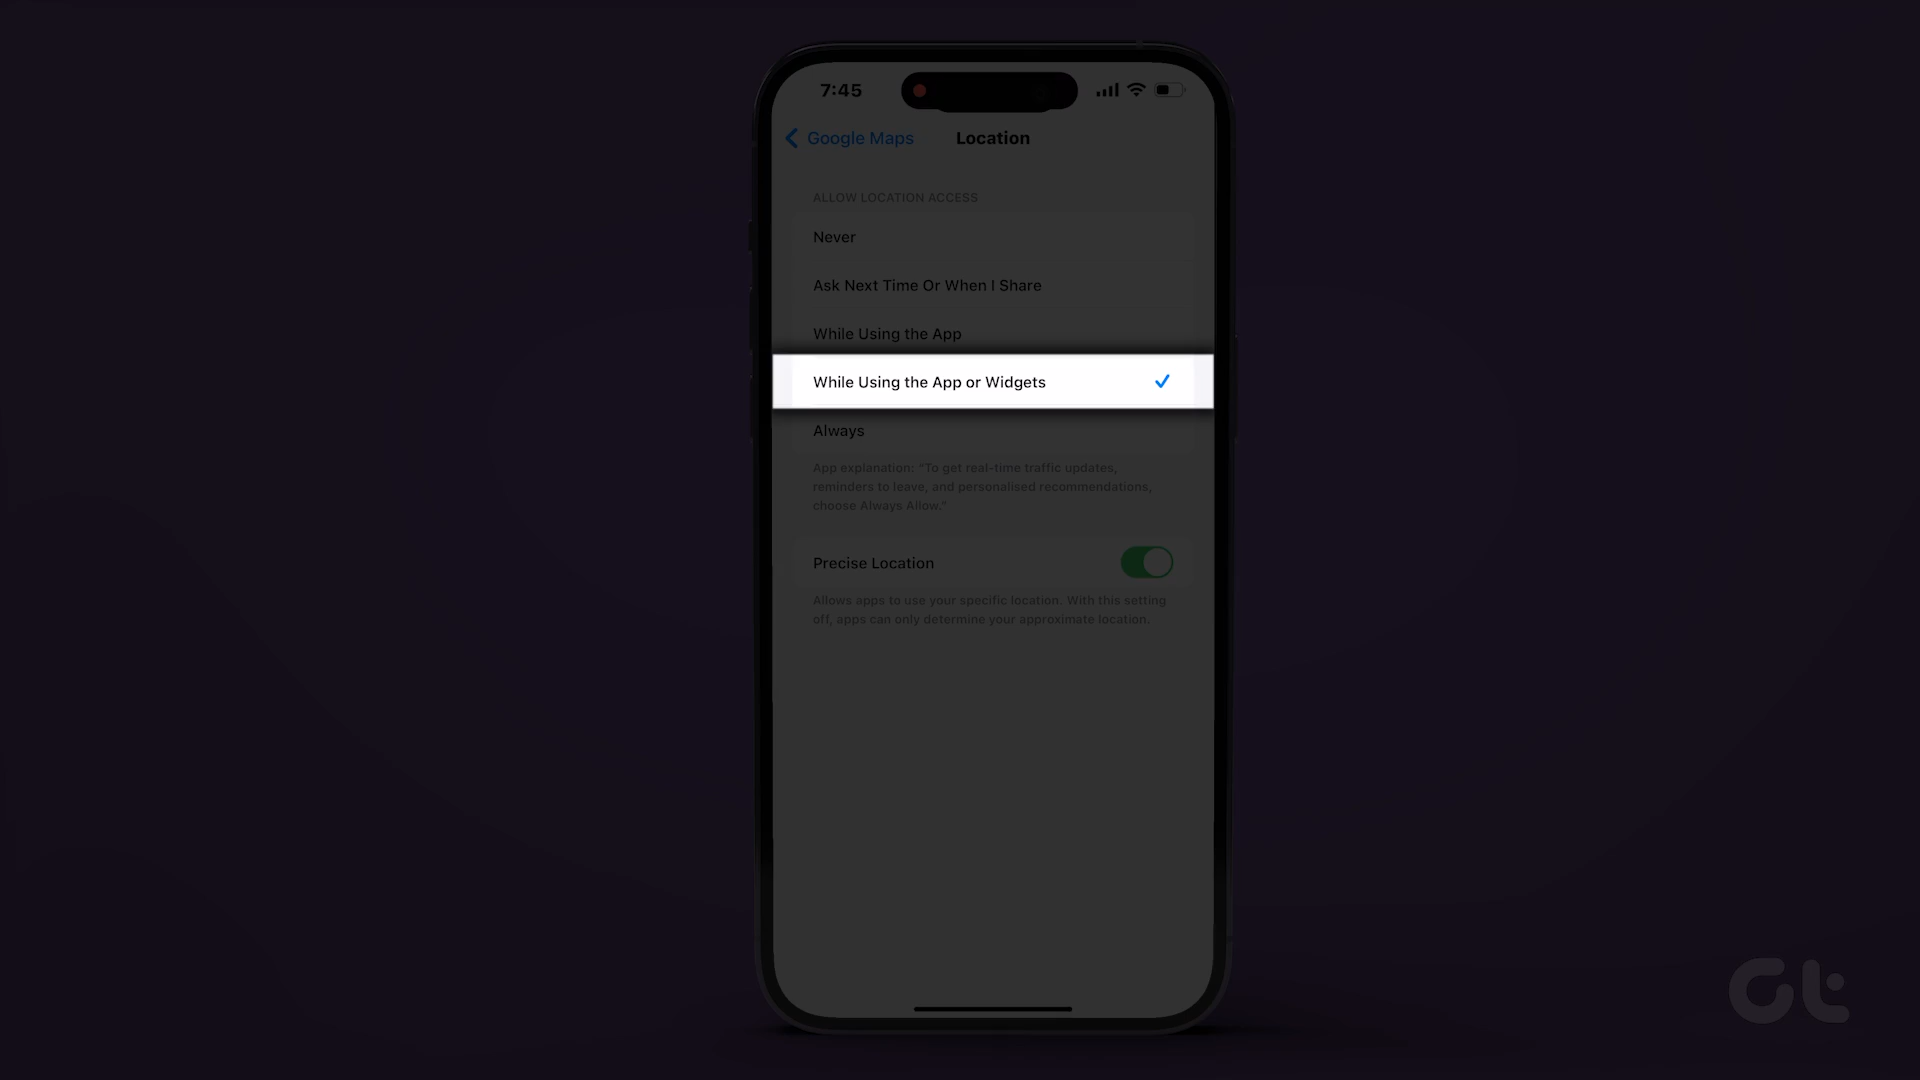 7:45
Google Maps
Location
ALLOW LOCATION ACCESS
Never
Ask Next Time Or When I Share
While Using the App
While Using the App or Widgets
Always
App explanation: “To get real-time traffic updates,
reminders to leave, and personalised recommendations,
choose Always Allow.”
Precise Location
Allows apps to use your specific location. With this setting
off, apps can only determine your approximate location.
Gt